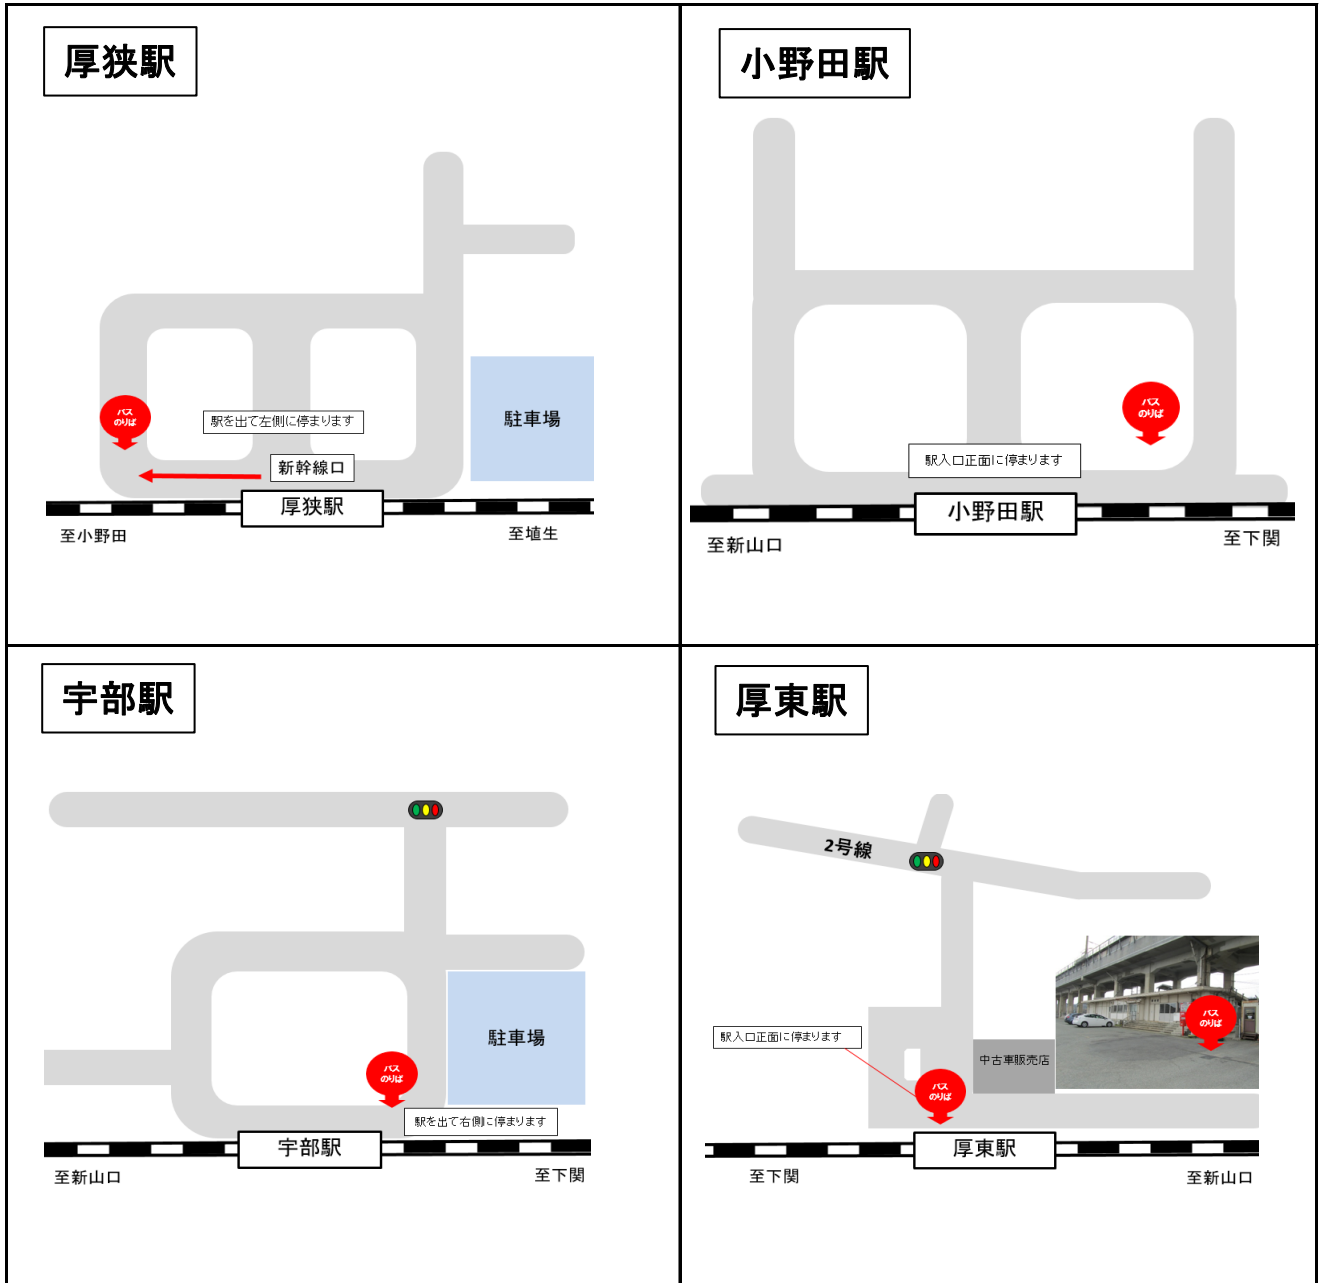 厚狭駅
バス
のりば
駅を出て左側に停まります
新幹線口
駐車場
厚狭駅
至小野田
至埴生
小野田駅
バス
のりば
駅入口正面に停まります
小野田駅
至新山口
至下関
宇部駅
駐車場
バス
のりば
駅を出て右側に停まります
宇部駅
至新山口
至下関
厚東駅
2号線
バス
のりば
駅入口正面に停まります
中古車販売店
バス
のりば
厚東駅
至下関
至新山口